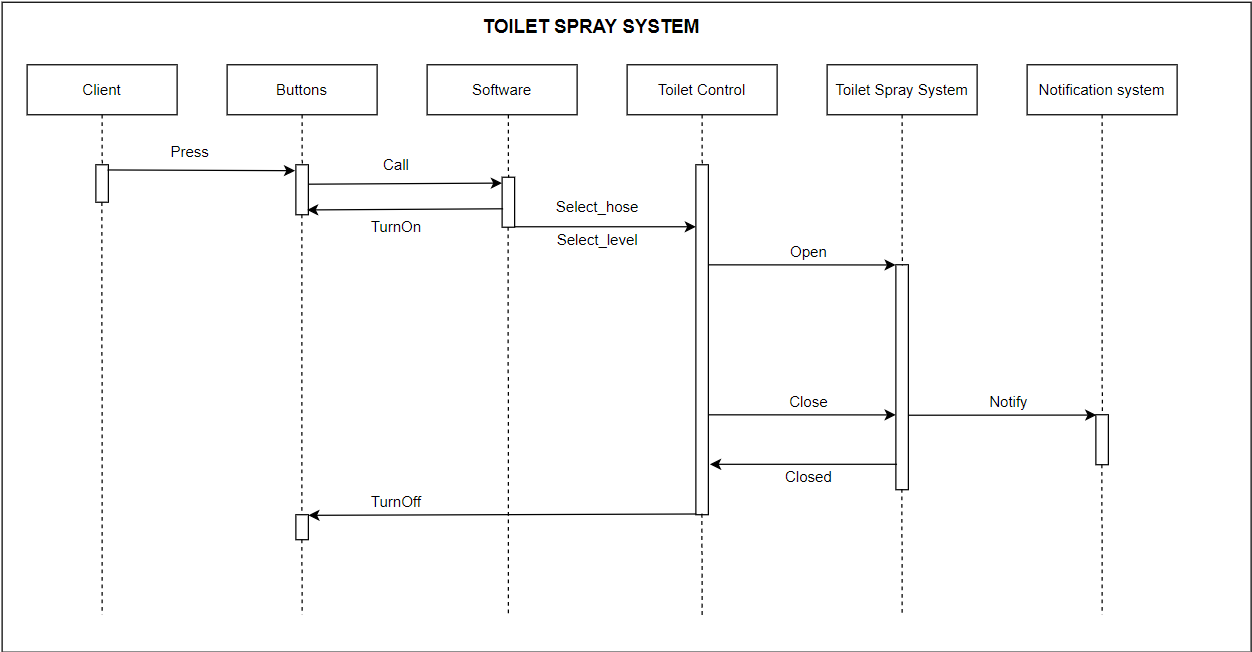 TOILET SPRAY SYSTEM
Client
Buttons
Software
Toilet Control
Toilet Spray System
Notification system
Press
Call
TurnOn
Select_hose
Select_level
Open
Close
Notify
Closed
TurnOff